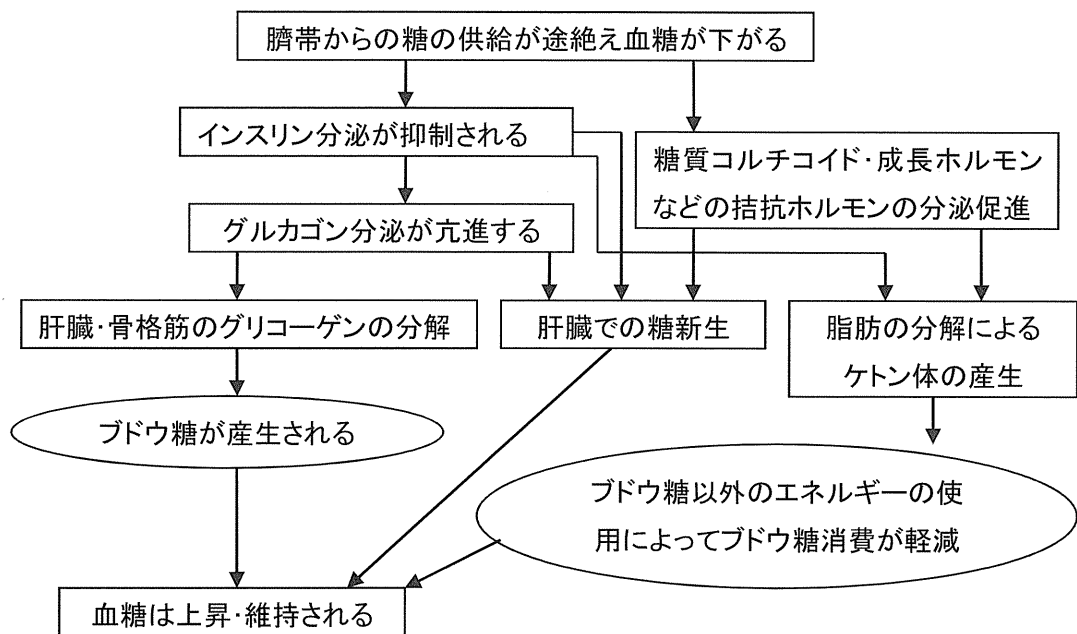 臍帯からの糖の供給が途絶え血糖が下がる
インスリン分泌が抑制される
糖質コルチコイド・成長ホルモン
などの拮抗ホルモンの分泌促進
グルカゴン分泌が亢進する
肝臓・骨格筋のグリコーゲンの分解
肝臓での糖新生
脂肪の分解による
ケトン体の産生
ブドウ糖が産生される
ブドウ糖以外のエネルギーの使
用によってブドウ糖消費が軽減
血糖は上昇・維持される